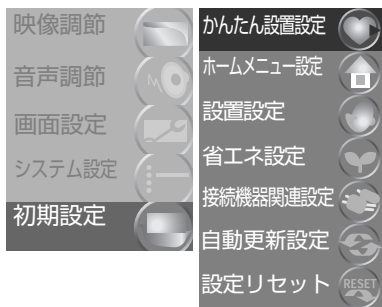 映像調節
音声調節
画面設定
システム設定
初期設定
かんたん設置設定
ホームメニュー設定
設置設定
省エネ設定
接続機器関連設定
自動更新設定
設定リセット
RESET